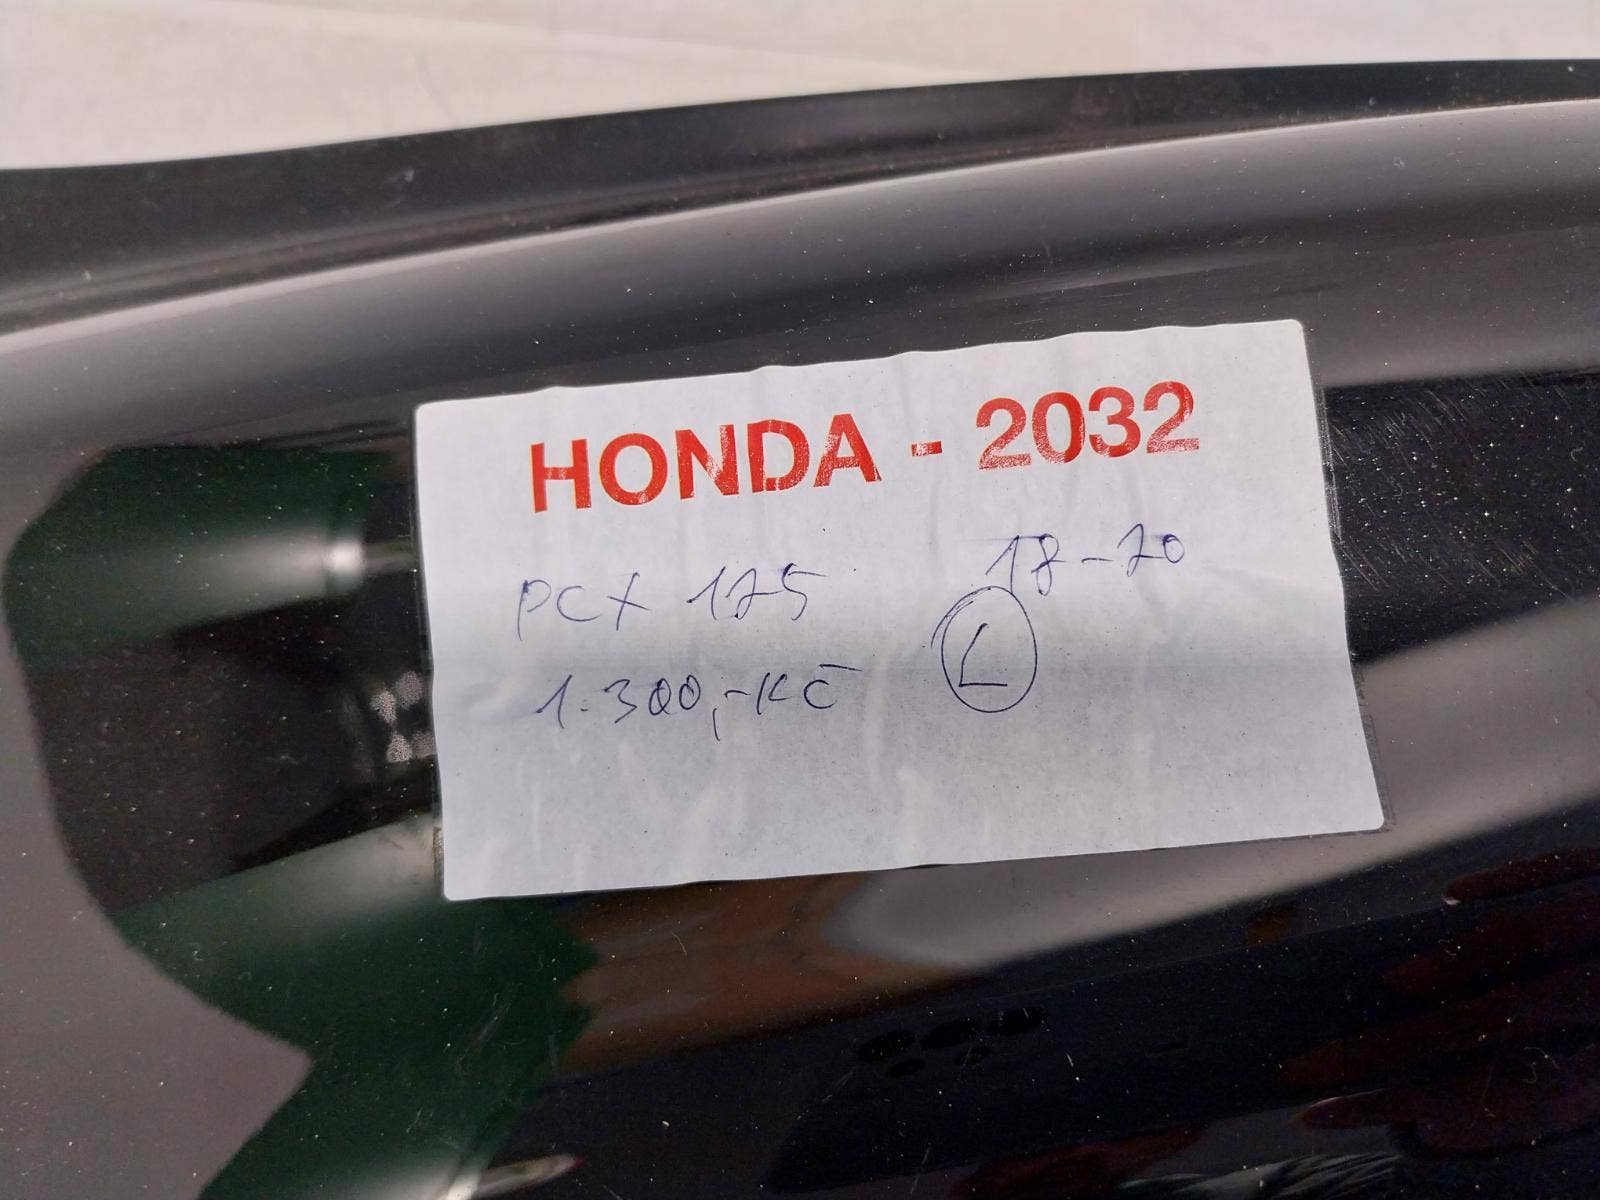 HONDA - 2032
PCX 125 18-20
1.300,-Kč L